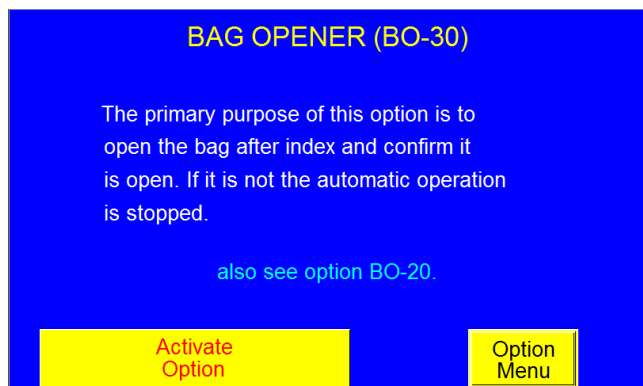 BAG OPENER (BO-30)
The primary purpose of this option is to
open the bag after index and confirm it
is open. If it is not the automatic operation
is stopped.
also see option BO-20.
Activate
Option
Option
Menu